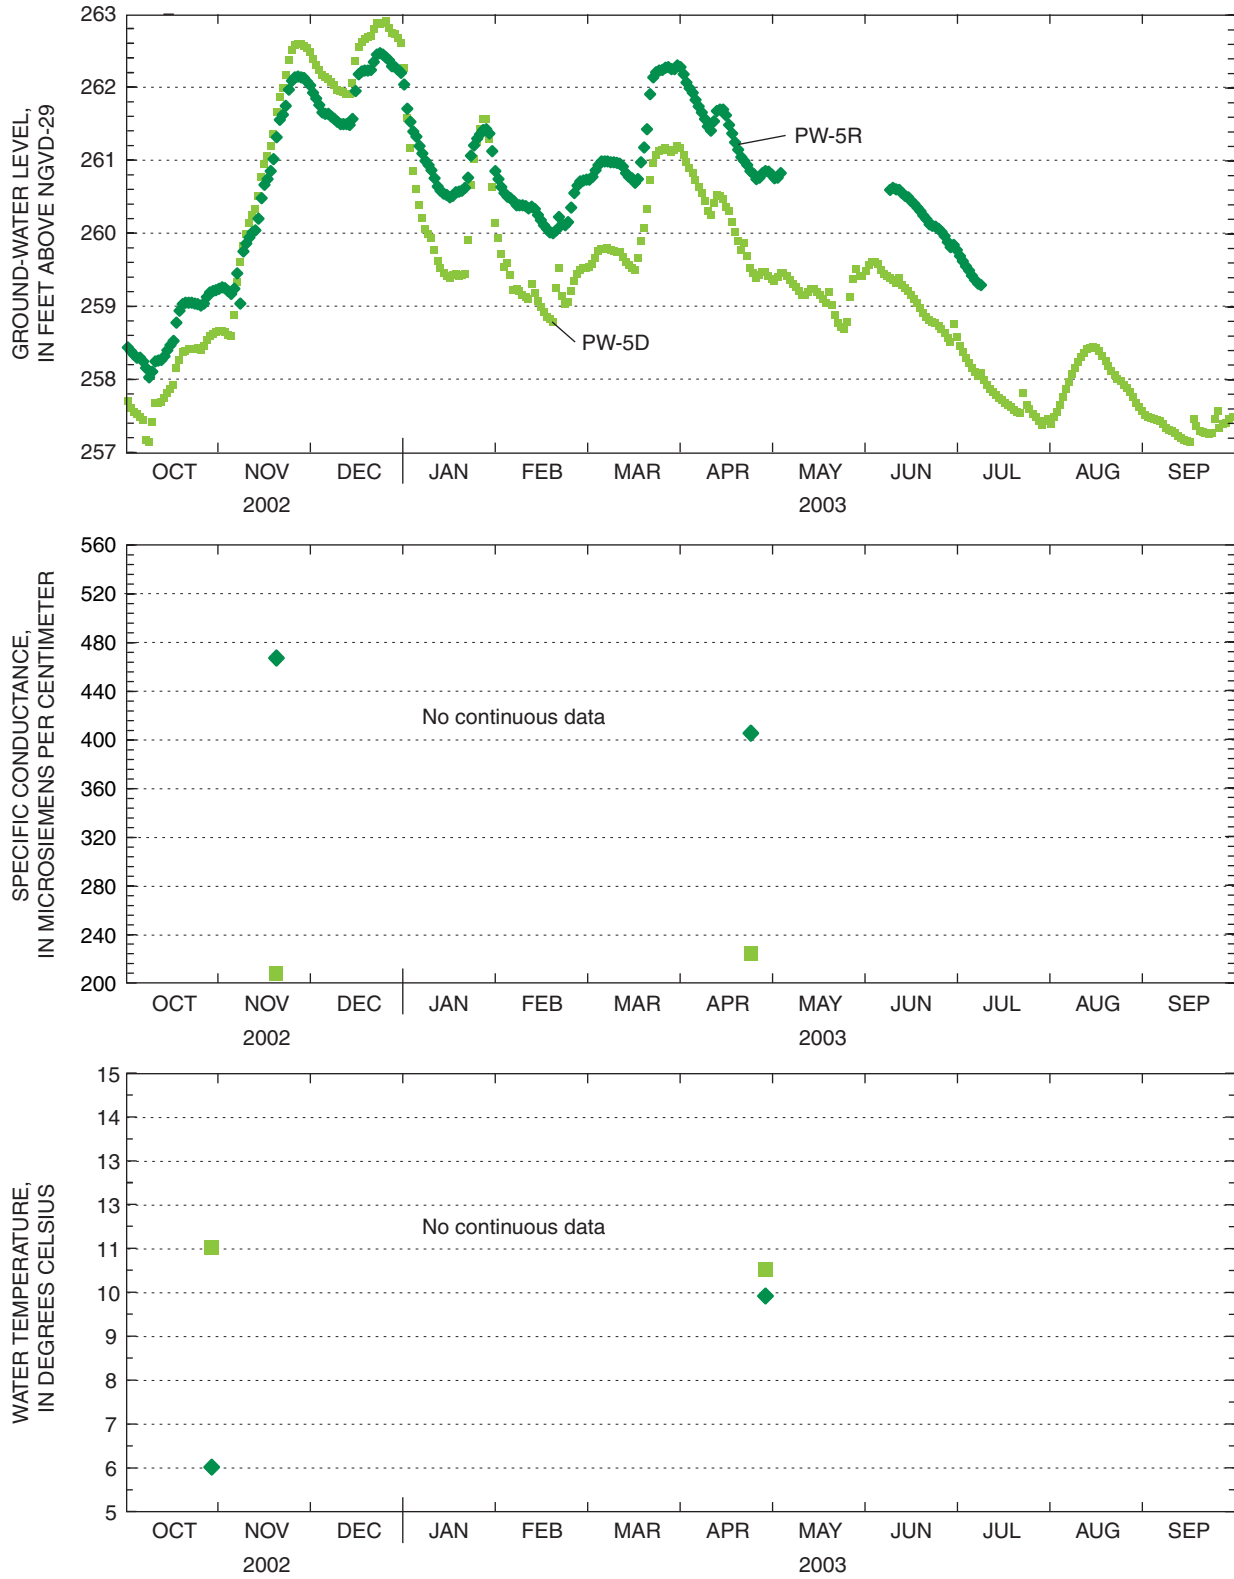 GROUND-WATER LEVEL,
IN FEET ABOVE NGVD-29
263
262
261
260
259
258
257
PW-5R
PW-5D
OCT NOV DEC JAN FEB MAR APR MAY JUN JUL AUG SEP
2002 2003
SPECIFIC CONDUCTANCE,
IN MICROSIEMENS PER CENTIMETER
560
520
480
440
400
360
320
280
240
200
No continuous data
OCT NOV DEC JAN FEB MAR APR MAY JUN JUL AUG SEP
2002 2003
WATER TEMPERATURE,
IN DEGREES CELSIUS
15
14
13
13
11
10
9
8
7
6
5
No continuous data
OCT NOV DEC JAN FEB MAR APR MAY JUN JUL AUG SEP
2002 2003